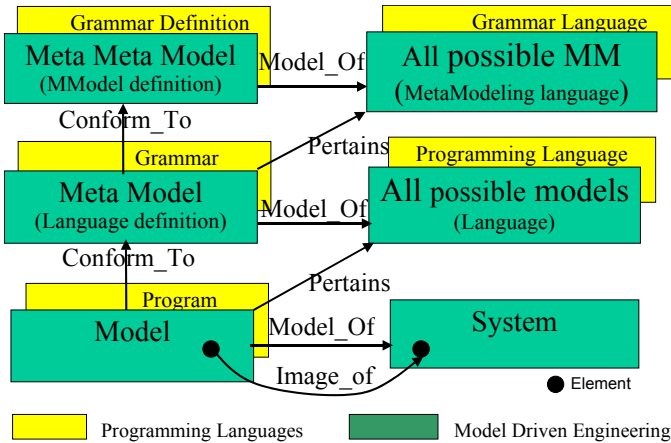 Grammar Definition
Meta Meta Model
(MModel definition)
Model_Of
Grammar Language
All possible MM
(MetaModeling language)
Conform_To
Pertains
Grammar
Meta Model
(Language definition)
Model_Of
Programming Language
All possible models
(Language)
Conform_To
Pertains
Program
Model
Model_Of
System
Image_of
Element
Programming Languages
Model Driven Engineering